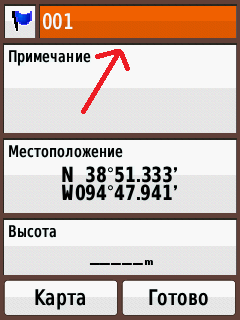 001
Примечание
Местоположение
N 38°51.333'
W094°47.941'
Высота
_____m
Карта Готово